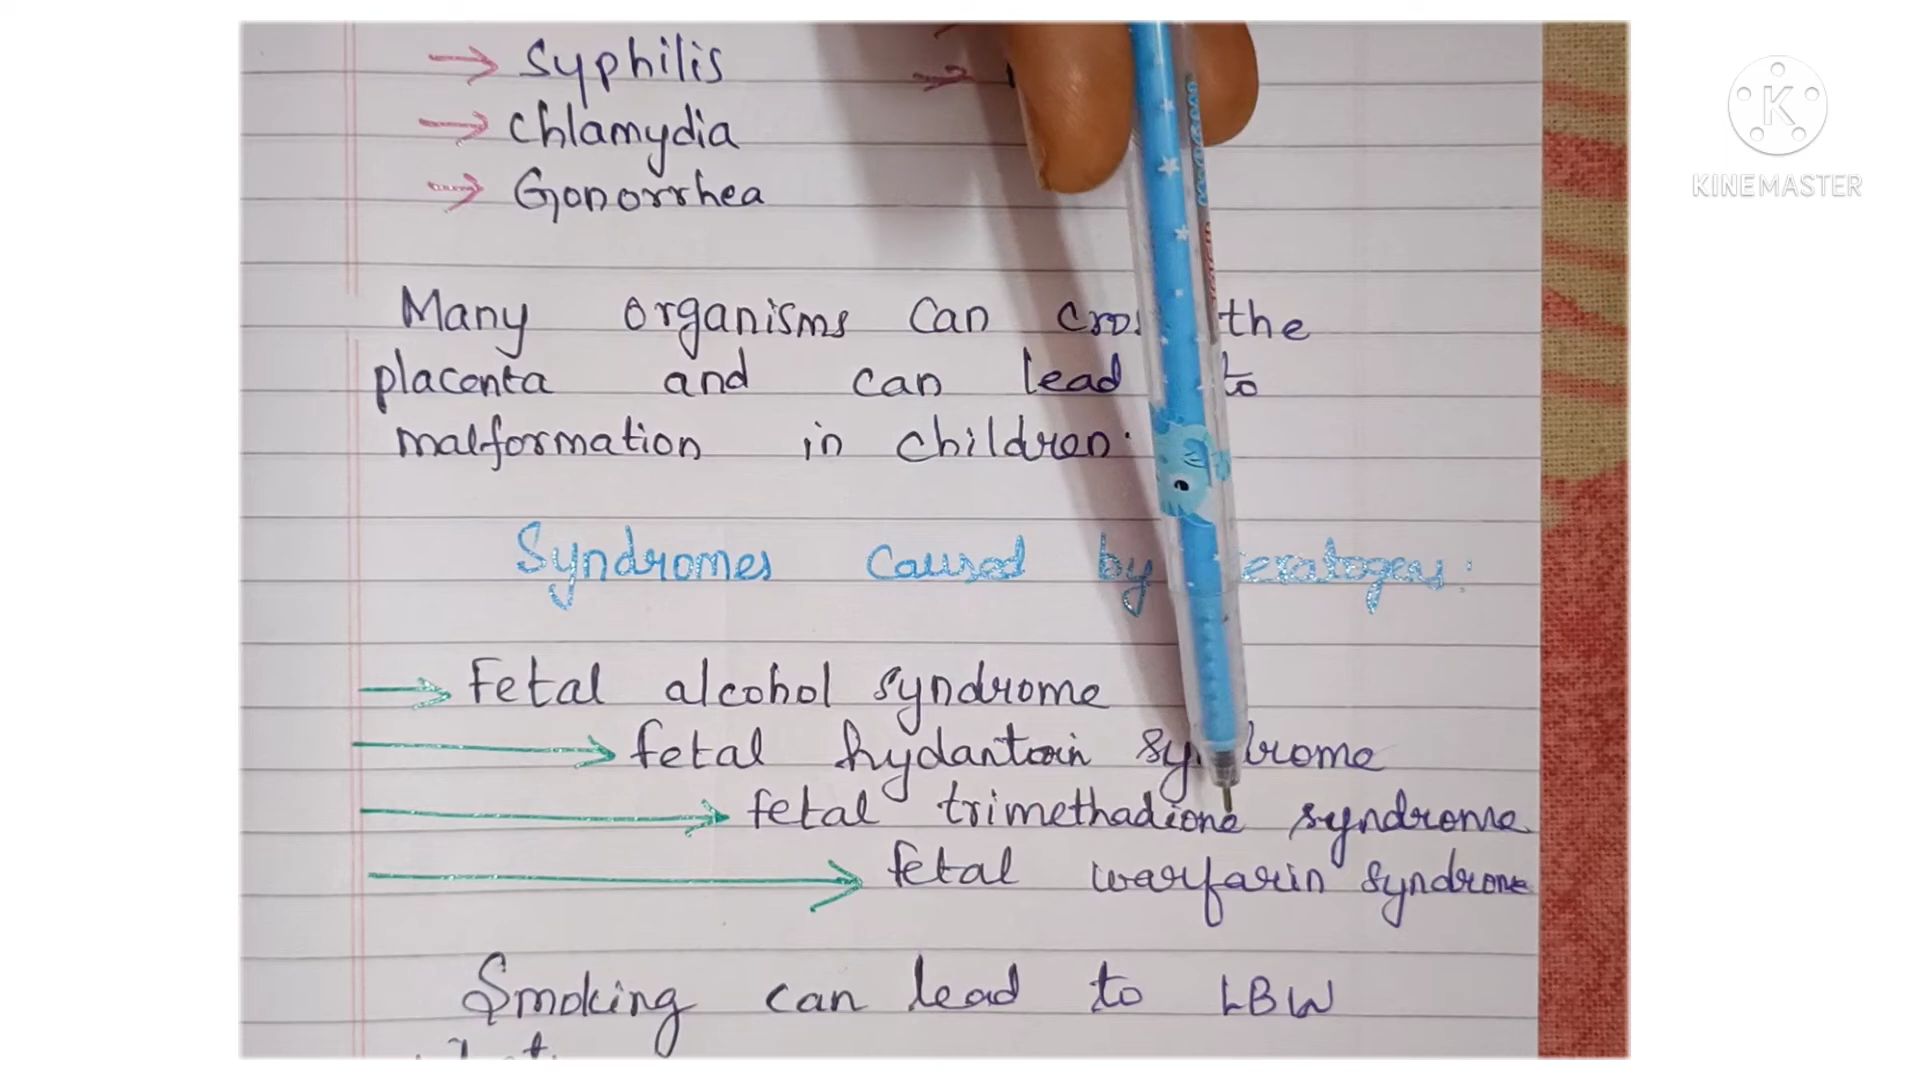 → Syphilis
→ Chlamydia
→ Gonorrhea
Many organisms can the
placenta and can lead to
malformation in children.
Syndromes caused by
→ Fetal alcohol syndrome
→ fetal hydantoin
→ fetal trimethadione syndrome
→ fetal warfarin syndrome
Smoking can lead to LBW
KINEMASTER